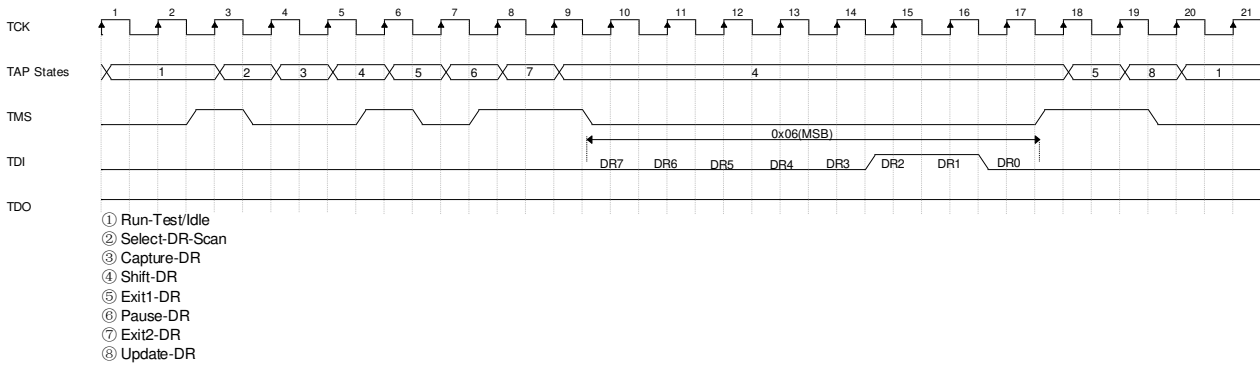 1 2 3 4 5 6 7 8 9 10 11 12 13 14 15 16 17 18 19 20 21
TCK
TAP States 1 2 3 4 5 6 7 4 5 8 1
TMS
0x06(MSB)
TDI DR7 DR6 DR5 DR4 DR3 DR2 DR1 DR0
TDO
① Run-Test/Idle
② Select-DR-Scan
③ Capture-DR
④ Shift-DR
⑤ Exit1-DR
⑥ Pause-DR
⑦ Exit2-DR
⑧ Update-DR